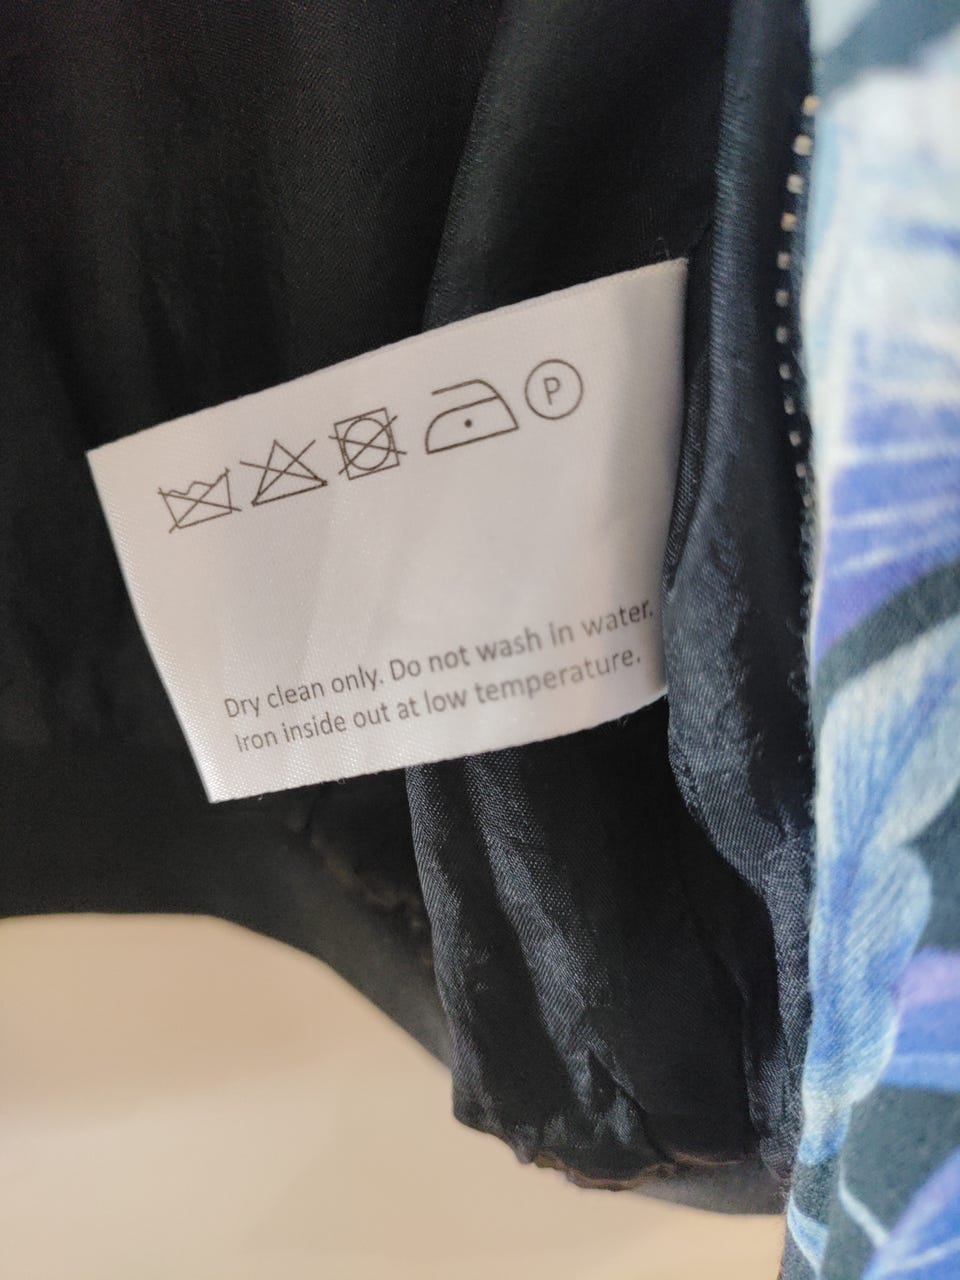 P
Dry clean only. Do not wash in water.
Iron inside out at low temperature.